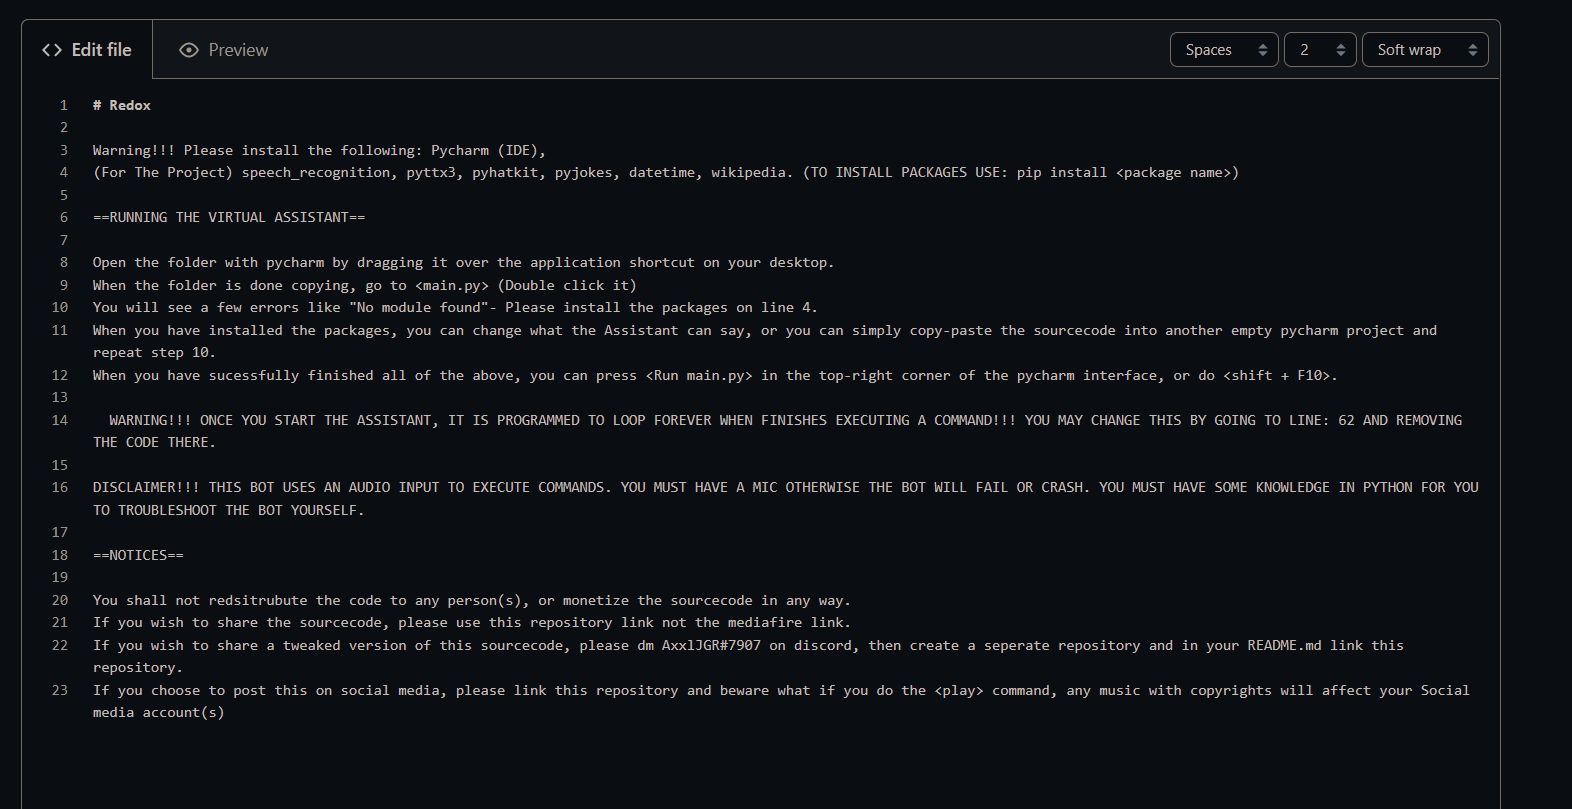 Edit file
Preview
Spaces
2
Soft wrap
1 # Redox
2
3 Warning!!! Please install the following: Pycharm (IDE),
4 (For The Project) speech_recognition, pyttx3, pyhatkit, pyjokes, datetime, wikipedia. (TO INSTALL PACKAGES USE: pip install <package name>)
5
6 ==RUNNING THE VIRTUAL ASSISTANT==
7
8 Open the folder with pycharm by dragging it over the application shortcut on your desktop.
9 When the folder is done copying, go to <main.py> (Double click it)
10 You will see a few errors like "No module found"- Please install the packages on line 4.
11 When you have installed the packages, you can change what the Assistant can say, or you can simply copy-paste the sourcecode into another empty pycharm project and
repeat step 10.
12 When you have sucessfully finished all of the above, you can press <Run main.py> in the top-right corner of the pycharm interface, or do <shift + F10>.
13
14 WARNING!!! ONCE YOU START THE ASSISTANT, IT IS PROGRAMMED TO LOOP FOREVER WHEN FINISHES EXECUTING A COMMAND!!! YOU MAY CHANGE THIS BY GOING TO LINE: 62 AND REMOVING
THE CODE THERE.
15
16 DISCLAIMER!!! THIS BOT USES AN AUDIO INPUT TO EXECUTE COMMANDS. YOU MUST HAVE A MIC OTHERWISE THE BOT WILL FAIL OR CRASH. YOU MUST HAVE SOME KNOWLEDGE IN PYTHON FOR YOU
TO TROUBLESHOOT THE BOT YOURSELF.
17
18 ==NOTICES==
19
20 You shall not redsitrubute the code to any person(s), or monetize the sourcecode in any way.
21 If you wish to share the sourcecode, please use this repository link not the mediafire link.
22 If you wish to share a tweaked version of this sourcecode, please dm AxxlJGR#7907 on discord, then create a seperate repository and in your README.md link this
repository.
23 If you choose to post this on social media, please link this repository and beware what if you do the <play> command, any music with copyrights will affect your Social
media account(s)